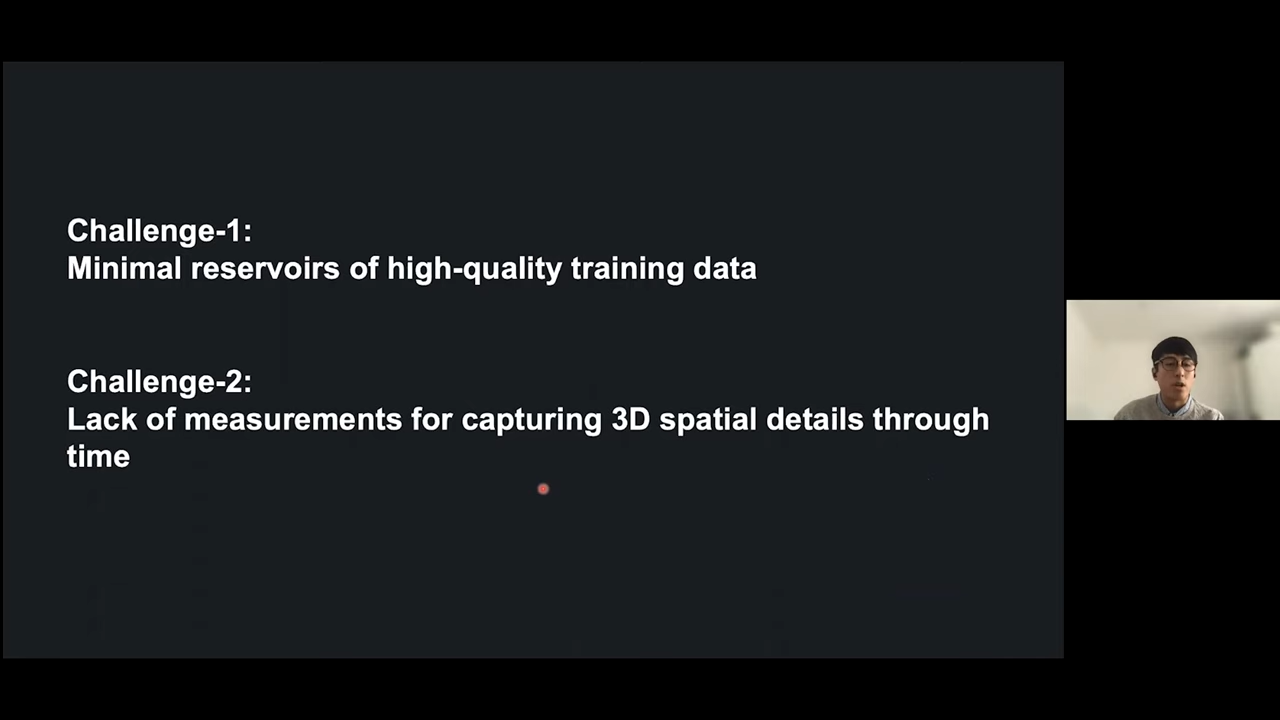 Challenge-1:
Minimal reservoirs of high-quality training data
Challenge-2:
Lack of measurements for capturing 3D spatial details through
time